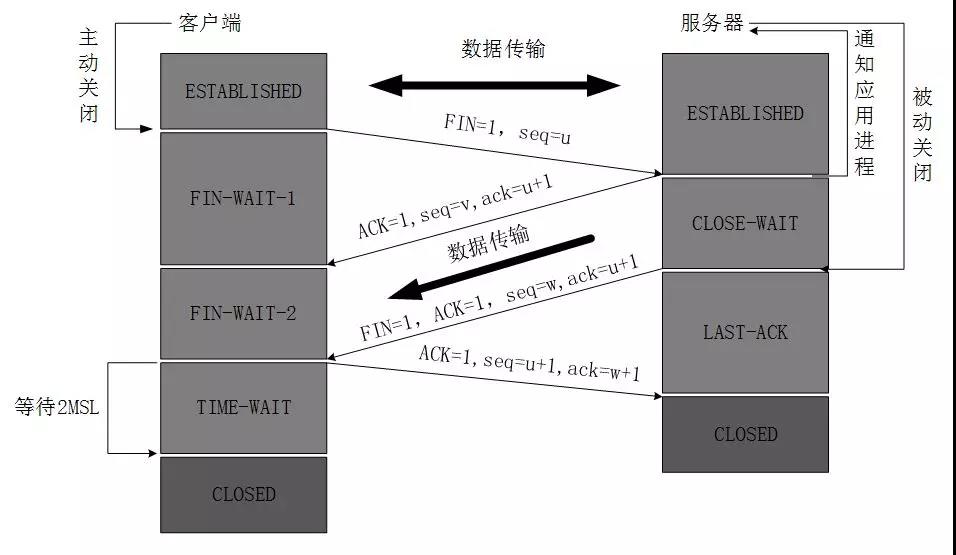 客户端
服务器
主动关闭
数据传输
通知应用进程
被动关闭
ESTABLISHED
ESTABLISHED
FIN=1, seq=u
FIN-WAIT-1
ACK=1,seq=v,ack=u+1
CLOSE-WAIT
数据传输
FIN-WAIT-2
FIN=1, ACK=1, seq=w,ack=u+1
LAST-ACK
ACK=1,seq=u+1,ack=w+1
等待2MSL
TIME-WAIT
CLOSED
CLOSED